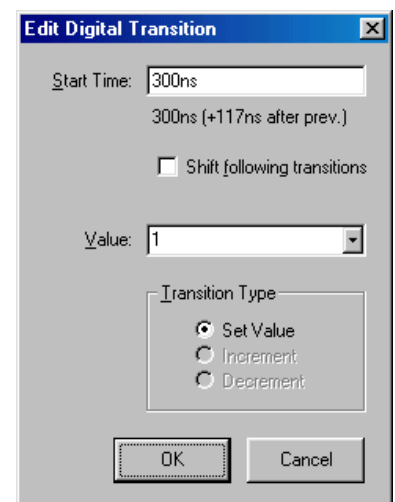 Edit Digital Transition
Start Time: 300ns
300ns (+117ns after prev.)
Shift following transitions
Value: 1
Transition Type
Set Value
Increment
Decrement
OK Cancel